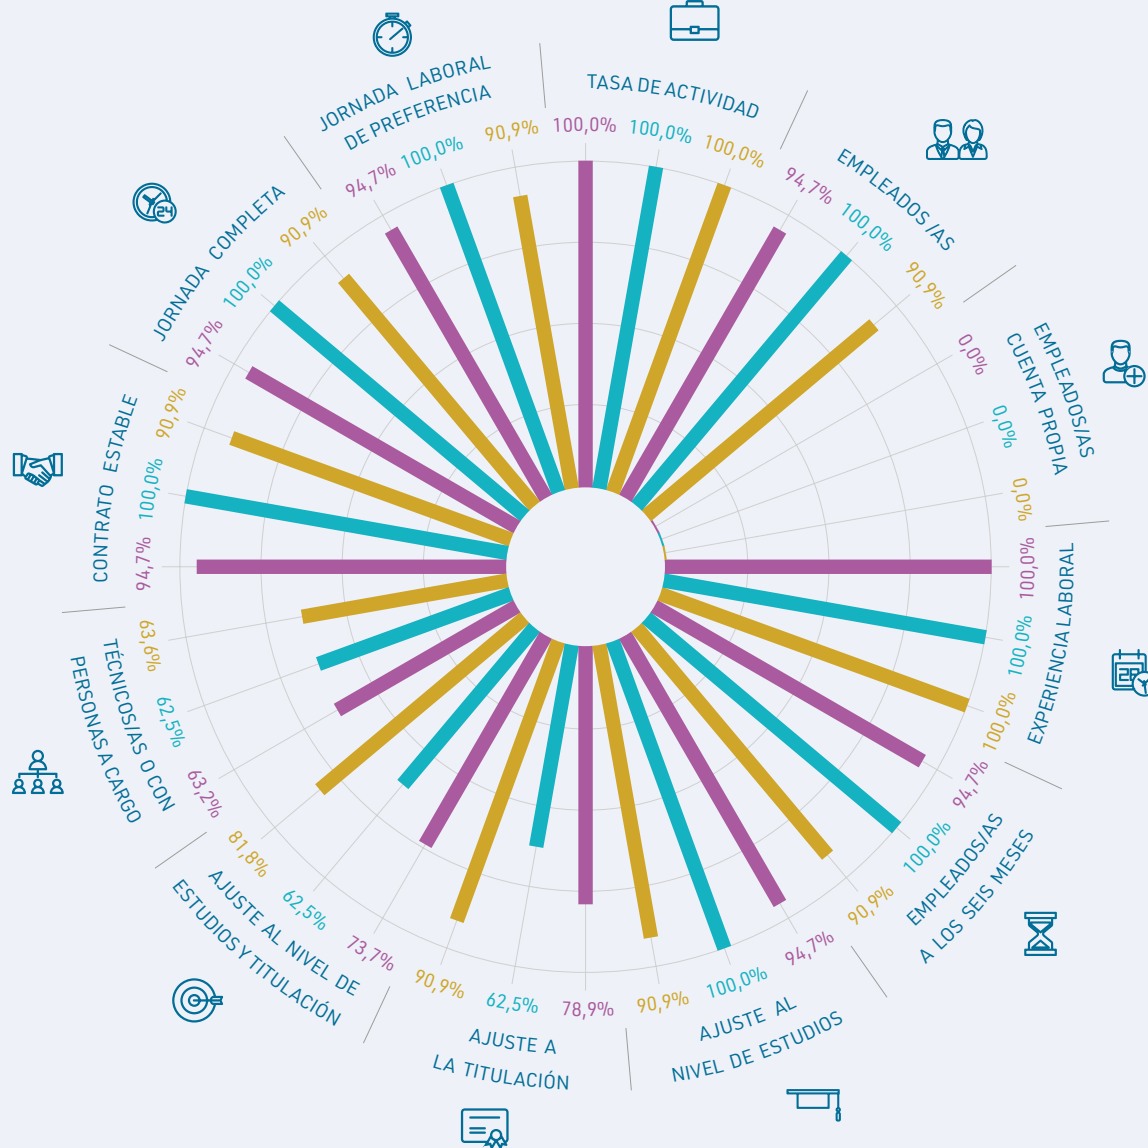 TASA DE ACTIVIDAD
100,0%
100,0%
100,0%
EMPLEADOS/AS
94,7%
100,0%
90,9%
EMPLEADOS/AS
CUENTA PROPIA
0,0%
0,0%
0,0%
EXPERIENCIA LABORAL
100,0%
100,0%
100,0%
EMPLEADOS/AS
A LOS SEIS MESES
94,7%
100,0%
90,9%
AJUSTE AL
NIVEL DE ESTUDIOS
94,7%
100,0%
90,9%
AJUSTE A
LA TITULACIÓN
78,9%
62,5%
90,9%
AJUSTE AL NIVEL DE
ESTUDIOS Y TITULACIÓN
73,7%
62,5%
81,8%
TÉCNICOS/AS O CON
PERSONAS A CARGO
63,2%
62,5%
63,6%
CONTRATO ESTABLE
94,7%
100,0%
90,9%
JORNADA COMPLETA
94,7%
100,0%
90,9%
24
JORNADA LABORAL
DE PREFERENCIA
94,7%
100,0%
90,9%